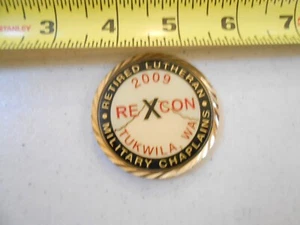 3 4 5 6 7
RETIRED LUTHERAN
2009
REXCON
TUKWILA, WA
MILITARY CHAPLAINS